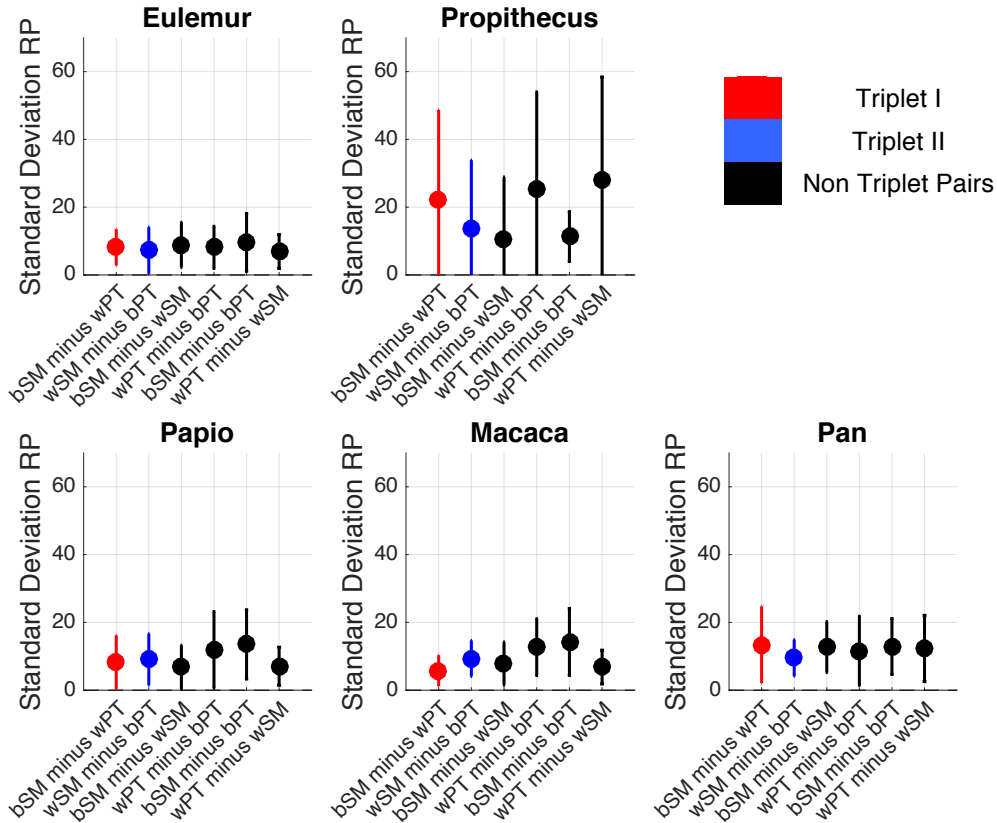 Eulemur
Standard Deviation RP
60
40
20
0
bSM minus wPT
wSM minus bPT
bSM minus wSM
wPT minus bPT
bSM minus bPT
wPT minus wSM
Propithecus
Standard Deviation RP
60
40
20
0
bSM minus wPT
wSM minus bPT
bSM minus wSM
wPT minus bPT
bSM minus bPT
wPT minus wSM
Triplet I
Triplet II
Non Triplet Pairs
Papio
Standard Deviation RP
60
40
20
0
bSM minus wPT
wSM minus bPT
bSM minus wSM
wPT minus bPT
bSM minus bPT
wPT minus wSM
Macaca
Standard Deviation RP
60
40
20
0
bSM minus wPT
wSM minus bPT
bSM minus wSM
wPT minus bPT
bSM minus bPT
wPT minus wSM
Pan
Standard Deviation RP
60
40
20
0
bSM minus wPT
wSM minus bPT
bSM minus wSM
wPT minus bPT
bSM minus bPT
wPT minus wSM